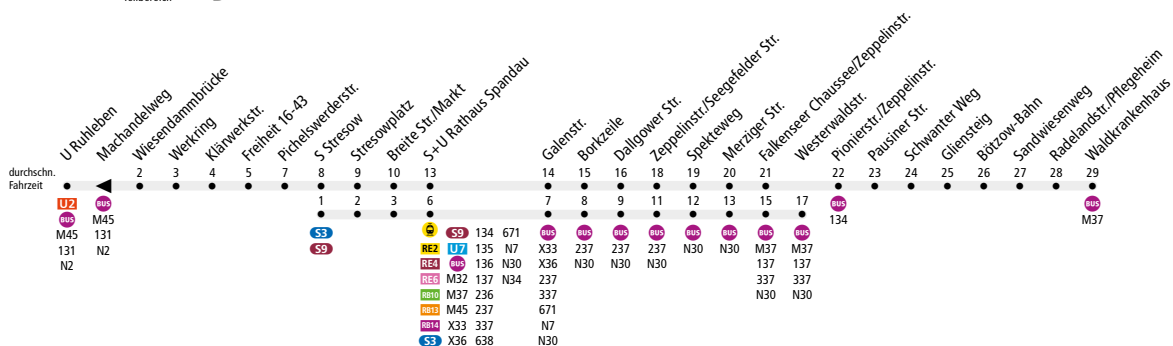 U Ruhleben
Machandelweg
Wiesendammbrücke
Werkring
Klärwerkstr.
Freiheit 16-43
Pichelswerderstr.
S Stresow
Stresowplatz
Breite Str./Markt
S+U Rathaus Spandau
Galenstr.
Borkzeile
Dallgower Str.
Zeppelinstr./Seegefelder Str.
Spekteweg
Merziger Str.
Falkenseer Chaussee/Zeppelinstr.
Westerwaldstr.
Pionierstr./Zeppelinstr.
Pausiner Str.
Schwanter Weg
Gliensteig
Bötzow-Bahn
Sandwiesenweg
Radelandstr./Pflegeheim
Waldkrankenhaus
durchschn. 2 3 4 5 7 8 9 10 13 14 15 16 18 19 20 21 22 23 24 25 26 27 28 29
Fahrzeit
1 2 3 6 7 8 9 11 12 13 15 17
U2
BUS
M45
131
N2
BUS
M45
131
N2
S3
S9
S9 134 671
RE2 U7 135 N7
RE4 BUS 136 N30
RE6 M32 137 N34
RB10 M37 236
RB13 M45 237
RB14 X33 337
S3 X36 638
BUS
X33
X36
237
337
671
N7
N30
BUS
237
N30
BUS
237
N30
BUS
237
N30
BUS
N30
BUS
N30
BUS
M37
137
337
N30
BUS
M37
137
337
N30
BUS
134
BUS
M37